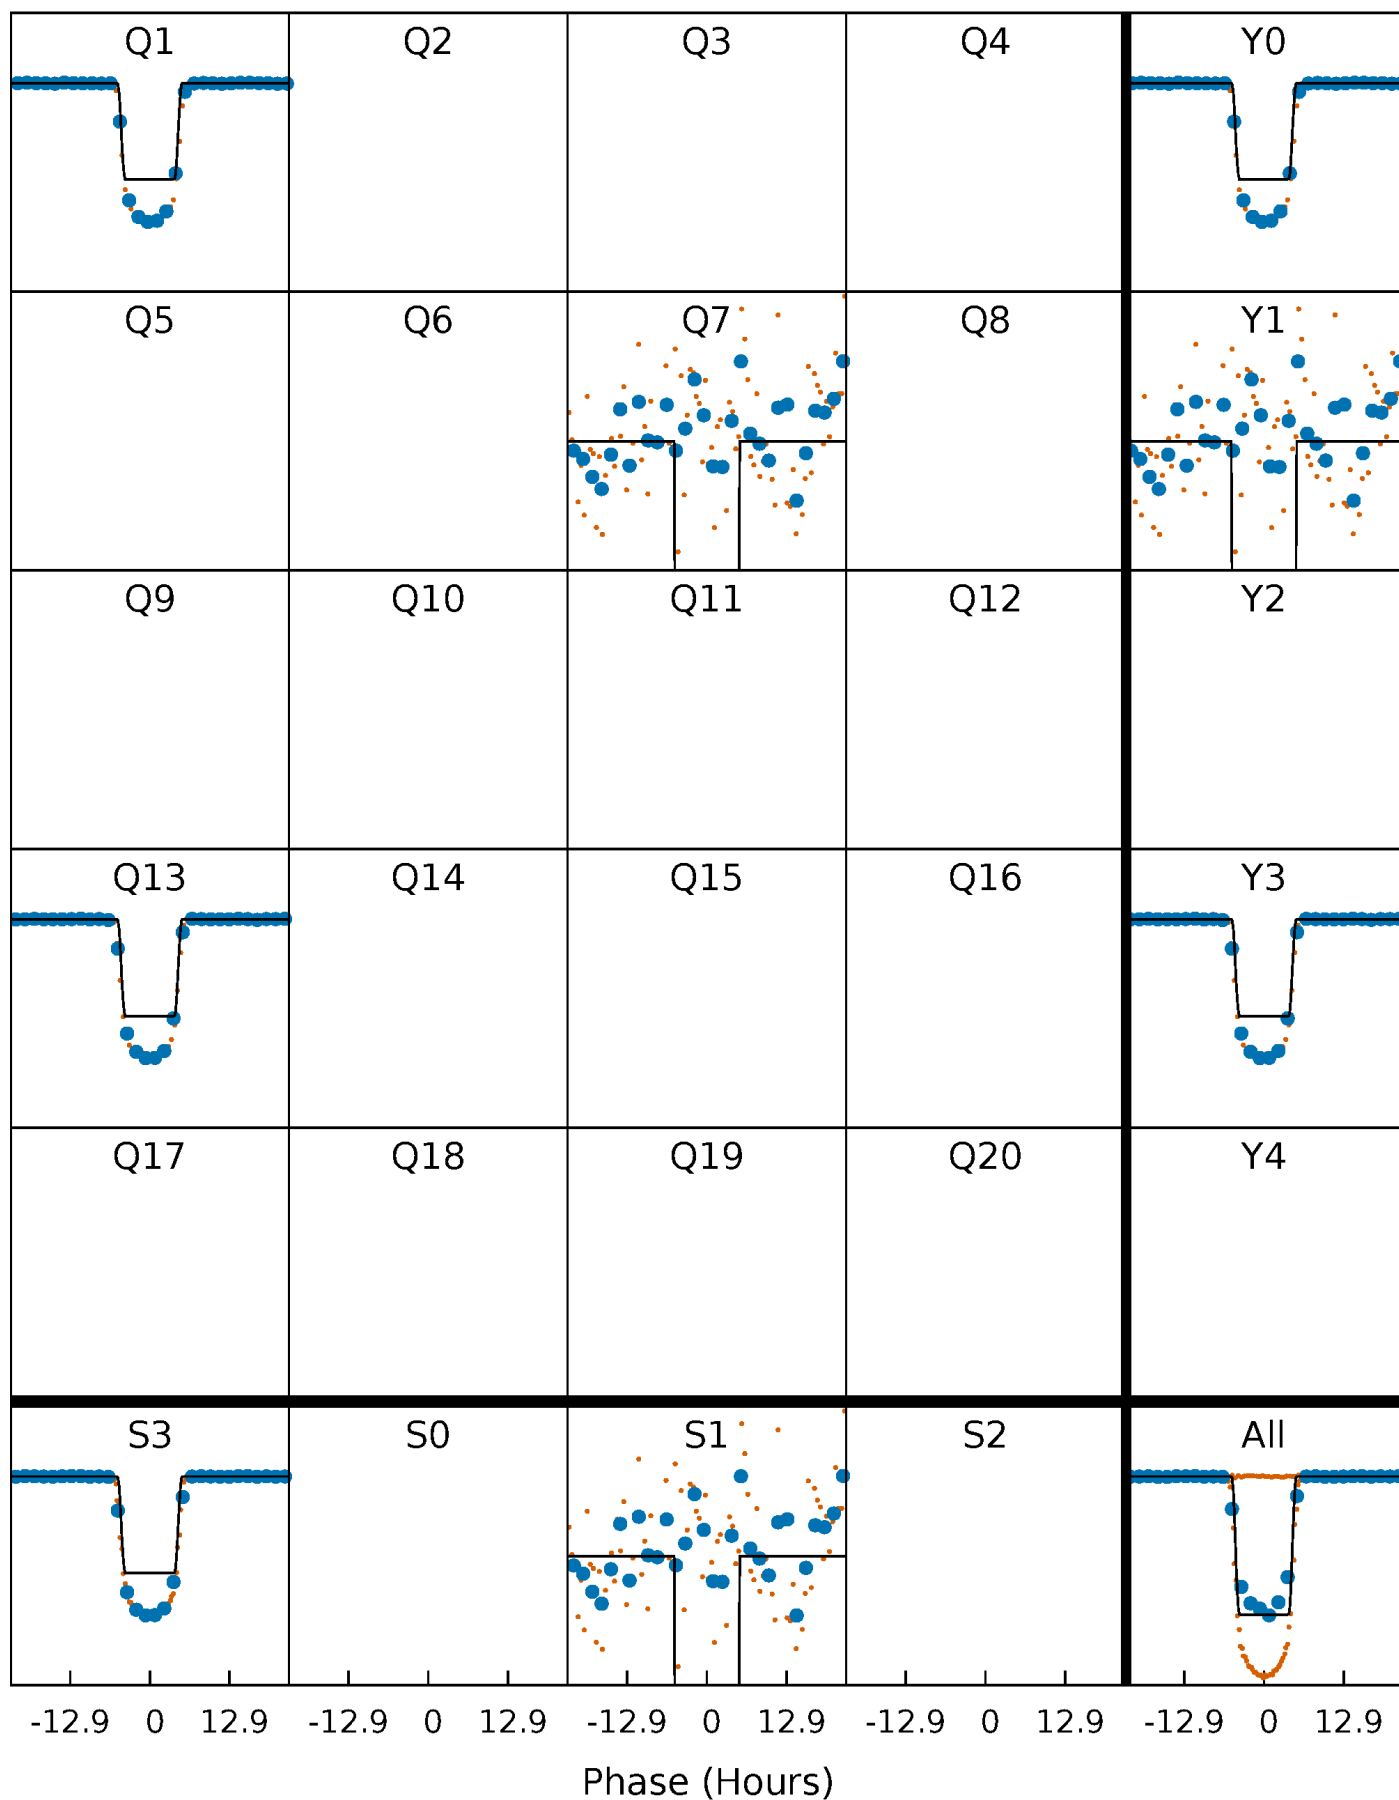 Q1 Q2 Q3 Q4 Y0
Q5 Q6 Q7 Q8 Y1
Q9 Q10 Q11 Q12 Y2
Q13 Q14 Q15 Q16 Y3
Q17 Q18 Q19 Q20 Y4
S3 S0 S1 S2 All
-12.9 0 12.9 -12.9 0 12.9 -12.9 0 12.9 -12.9 0 12.9 -12.9 0 12.9
Phase (Hours)